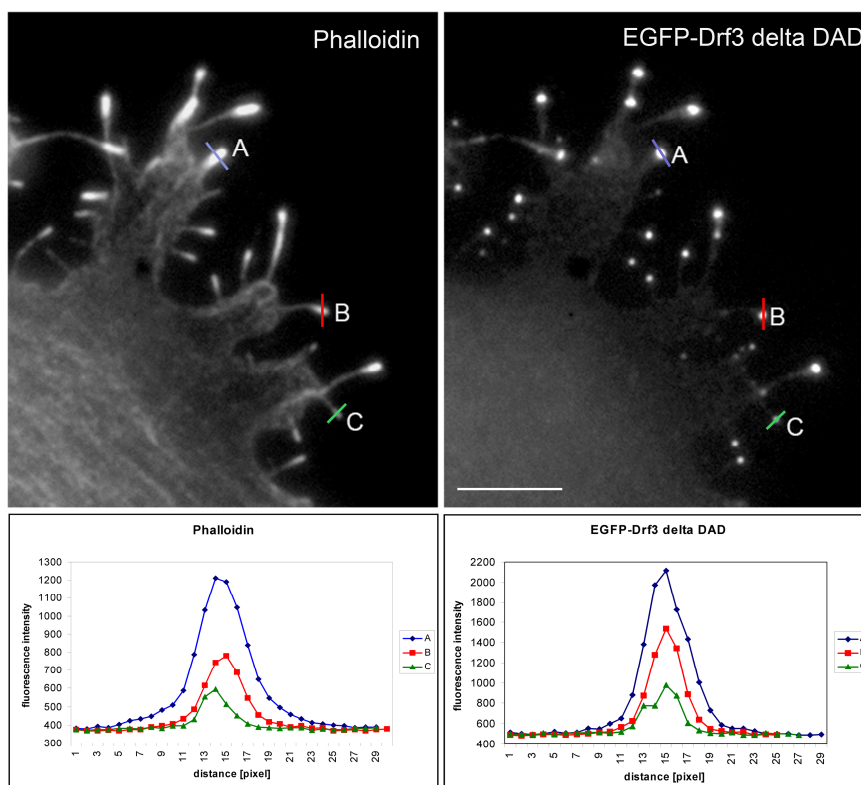 Phalloidin
EGFP-Drf3 delta DAD
A
B
C
A
B
C
Phalloidin
fluorescence intensity
1300
1200
1100
1000
900
800
700
600
500
400
300
1 3 5 7 9 11 13 15 17 19 21 23 25 27 29
distance [pixel]
A
B
C
EGFP-Drf3 delta DAD
fluorescence intensity
2200
2000
1800
1600
1400
1200
1000
800
600
400
1 3 5 7 9 11 13 15 17 19 21 23 25 27 29
distance [pixel]